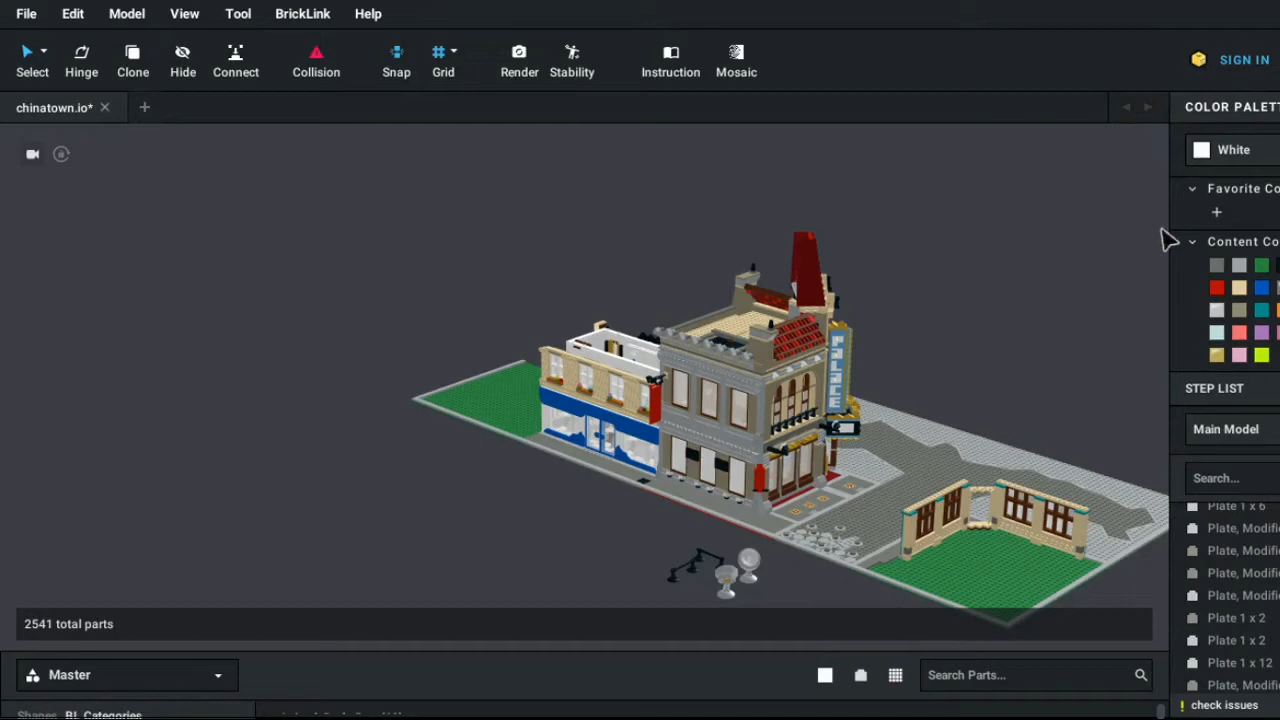 File Edit Model View Tool BrickLink Help
Select Hinge Clone Hide Connect Collision Snap Grid Render Stability Instruction Mosaic SIGN IN
chinatown.io*
COLOR PALET
White
Favorite Co
Content Co
PALACE
STEP LIST
Main Model
Search...
Plate 1 x 6
Plate, Modifi
Plate, Modifi
Plate, Modifi
Plate, Modifi
Plate 1 x 2
Plate 1 x 2
Plate 1 x 12
Plate, Modifi
2541 total parts
Master
Search Parts...
check issues
Shapes BL Categories